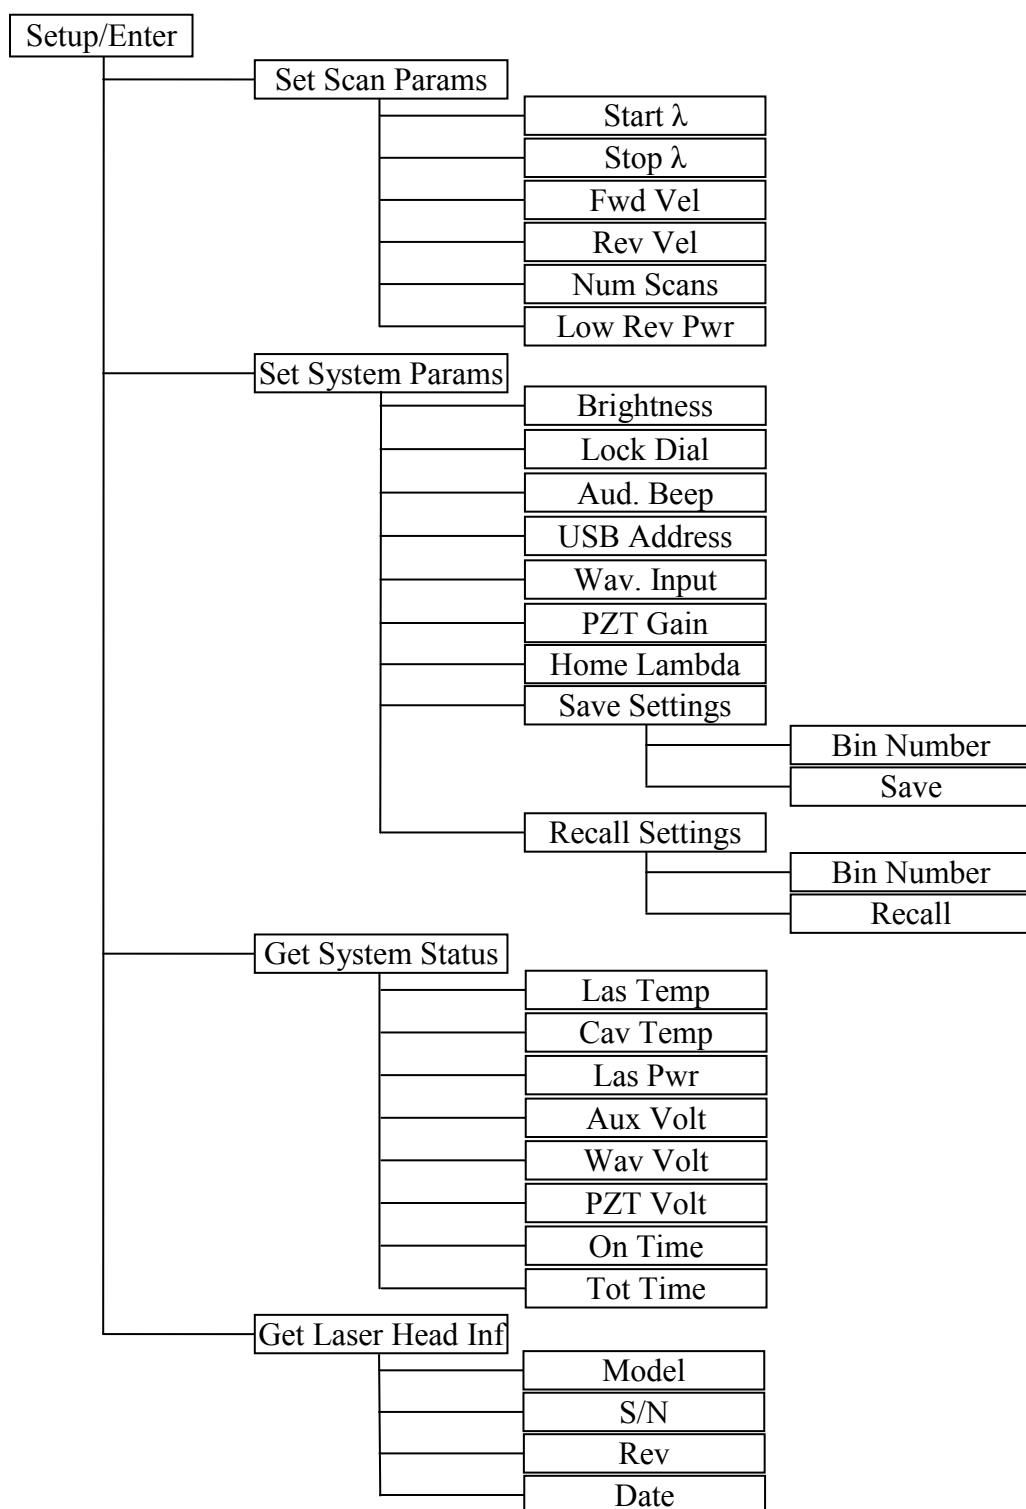 Setup/Enter
Set Scan Params
Start λ
Stop λ
Fwd Vel
Rev Vel
Num Scans
Low Rev Pwr
Set System Params
Brightness
Lock Dial
Aud. Beep
USB Address
Wav. Input
PZT Gain
Home Lambda
Save Settings
Bin Number
Save
Recall Settings
Bin Number
Recall
Get System Status
Las Temp
Cav Temp
Las Pwr
Aux Volt
Wav Volt
PZT Volt
On Time
Tot Time
Get Laser Head Inf
Model
S/N
Rev
Date